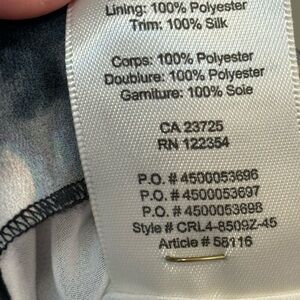 Lining: 100% Polyester
Trim: 100% Silk
Corps: 100% Polyester
Doublure: 100% Polyester
Garniture: 100% Soie
CA 23725
RN 122354
P.O. # 4500053696
P.O. # 4500053697
P.O. # 4500053698
Style # CRL4-8509Z-45
Article # 58116